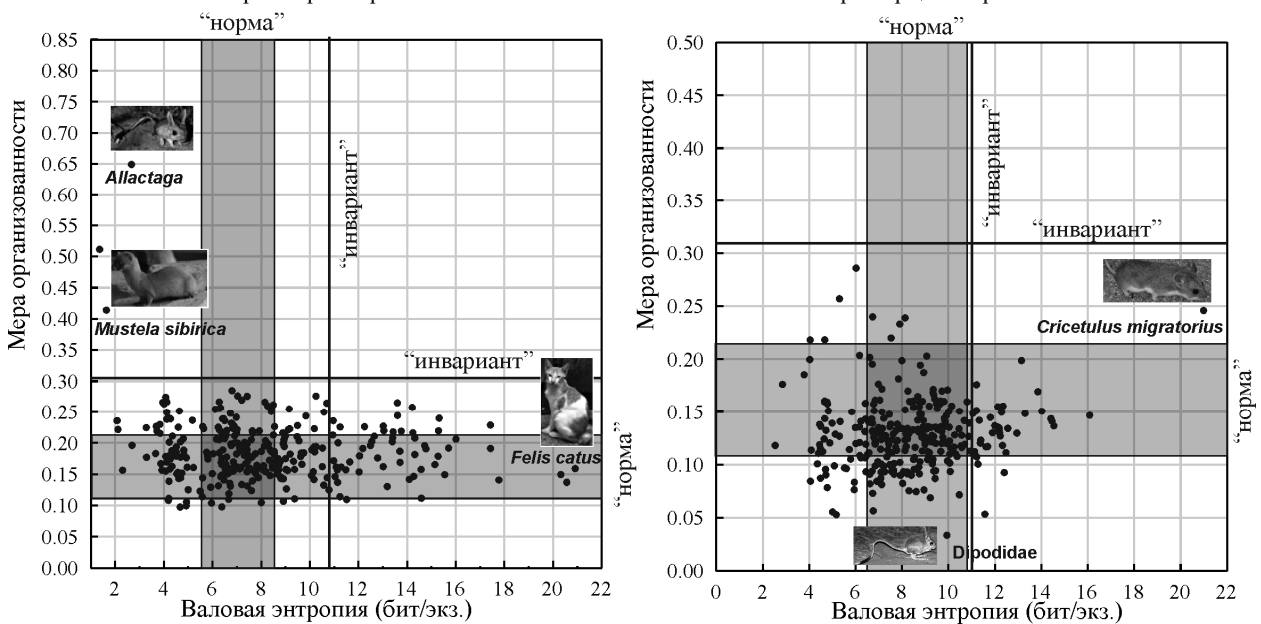 “норма”
0.85
0.80
0.75
0.70
0.65
0.60
0.55
0.50
0.45
0.40
0.35
0.30
0.25
0.20
0.15
0.10
0.05
0.00
Мера организованности
Allactaga
Mustela sibirica
“инвариант”
“инвариант”
Felis catus
“норма”
2 4 6 8 10 12 14 16 18 20 22
Валовая энтропия (бит/экз.)
“норма”
0.50
0.45
0.40
0.35
0.30
0.25
0.20
0.15
0.10
0.05
0.00
Мера организованности
“инвариант”
“инвариант”
Cricetulus migratorius
“норма”
Dipodidae
0 2 4 6 8 10 12 14 16 18 20 22
Валовая энтропия (бит/экз.)